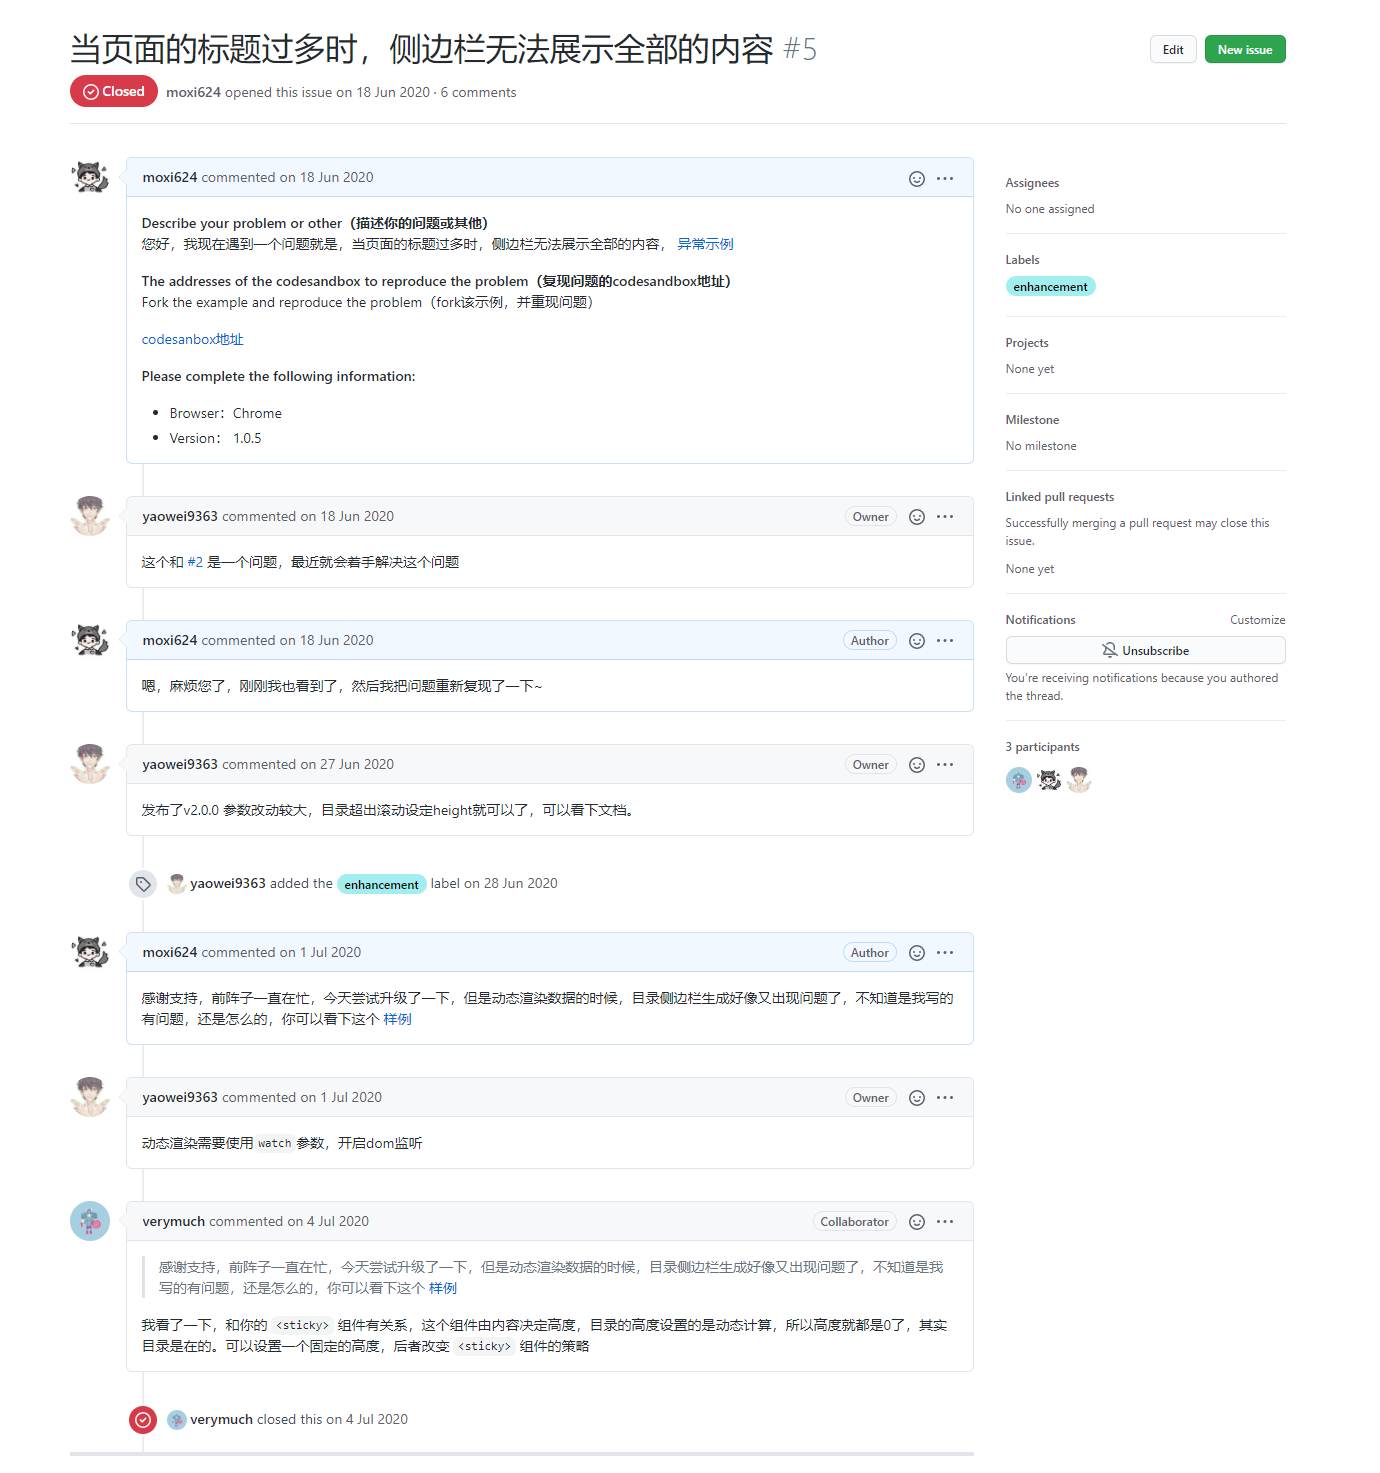 当页面的标题过多时，侧边栏无法展示全部的内容 #5
Edit
New issue
Closed
moxi624 opened this issue on 18 Jun 2020 · 6 comments
moxi624 commented on 18 Jun 2020
Describe your problem or other（描述你的问题或其他）
您好，我现在遇到一个问题就是，当页面的标题过多时，侧边栏无法展示全部的内容， 异常示例
The addresses of the codesandbox to reproduce the problem（复现问题的codesandbox地址）
Fork the example and reproduce the problem（fork该示例，并重现问题）
codesanbox地址
Please complete the following information:
• Browser：Chrome
• Version： 1.0.5
yaowei9363 commented on 18 Jun 2020
Owner
这个和 #2 是一个问题，最近就会着手解决这个问题
moxi624 commented on 18 Jun 2020
Author
嗯，麻烦您了，刚刚我也看到了，然后我把问题重新复现了一下~
yaowei9363 commented on 27 Jun 2020
Owner
发布了v2.0.0 参数改动较大，目录超出滚动设定height就可以了，可以看下文档。
yaowei9363 added the enhancement label on 28 Jun 2020
moxi624 commented on 1 Jul 2020
Author
感谢支持，前阵子一直在忙，今天尝试升级了一下，但是动态渲染数据的时候，目录侧边栏生成好像又出现问题了，不知道是我写的
有问题，还是怎么的，你可以看下这个 样例
yaowei9363 commented on 1 Jul 2020
Owner
动态渲染需要使用 watch 参数，开启dom监听
verymuch commented on 4 Jul 2020
Collaborator
感谢支持，前阵子一直在忙，今天尝试升级了一下，但是动态渲染数据的时候，目录侧边栏生成好像又出现问题了，不知道是我
写的有问题，还是怎么的，你可以看下这个 样例
我看了一下，和你的 <sticky> 组件有关系，这个组件由内容决定高度，目录的高度设置的是动态计算，所以高度就都是0了，其实
目录是在的。可以设置一个固定的高度，后者改变 <sticky> 组件的策略
verymuch closed this on 4 Jul 2020
Assignees
No one assigned
Labels
enhancement
Projects
None yet
Milestone
No milestone
Linked pull requests
Successfully merging a pull request may close this
issue.
None yet
Notifications
Customize
Unsubscribe
You're receiving notifications because you authored
the thread.
3 participants